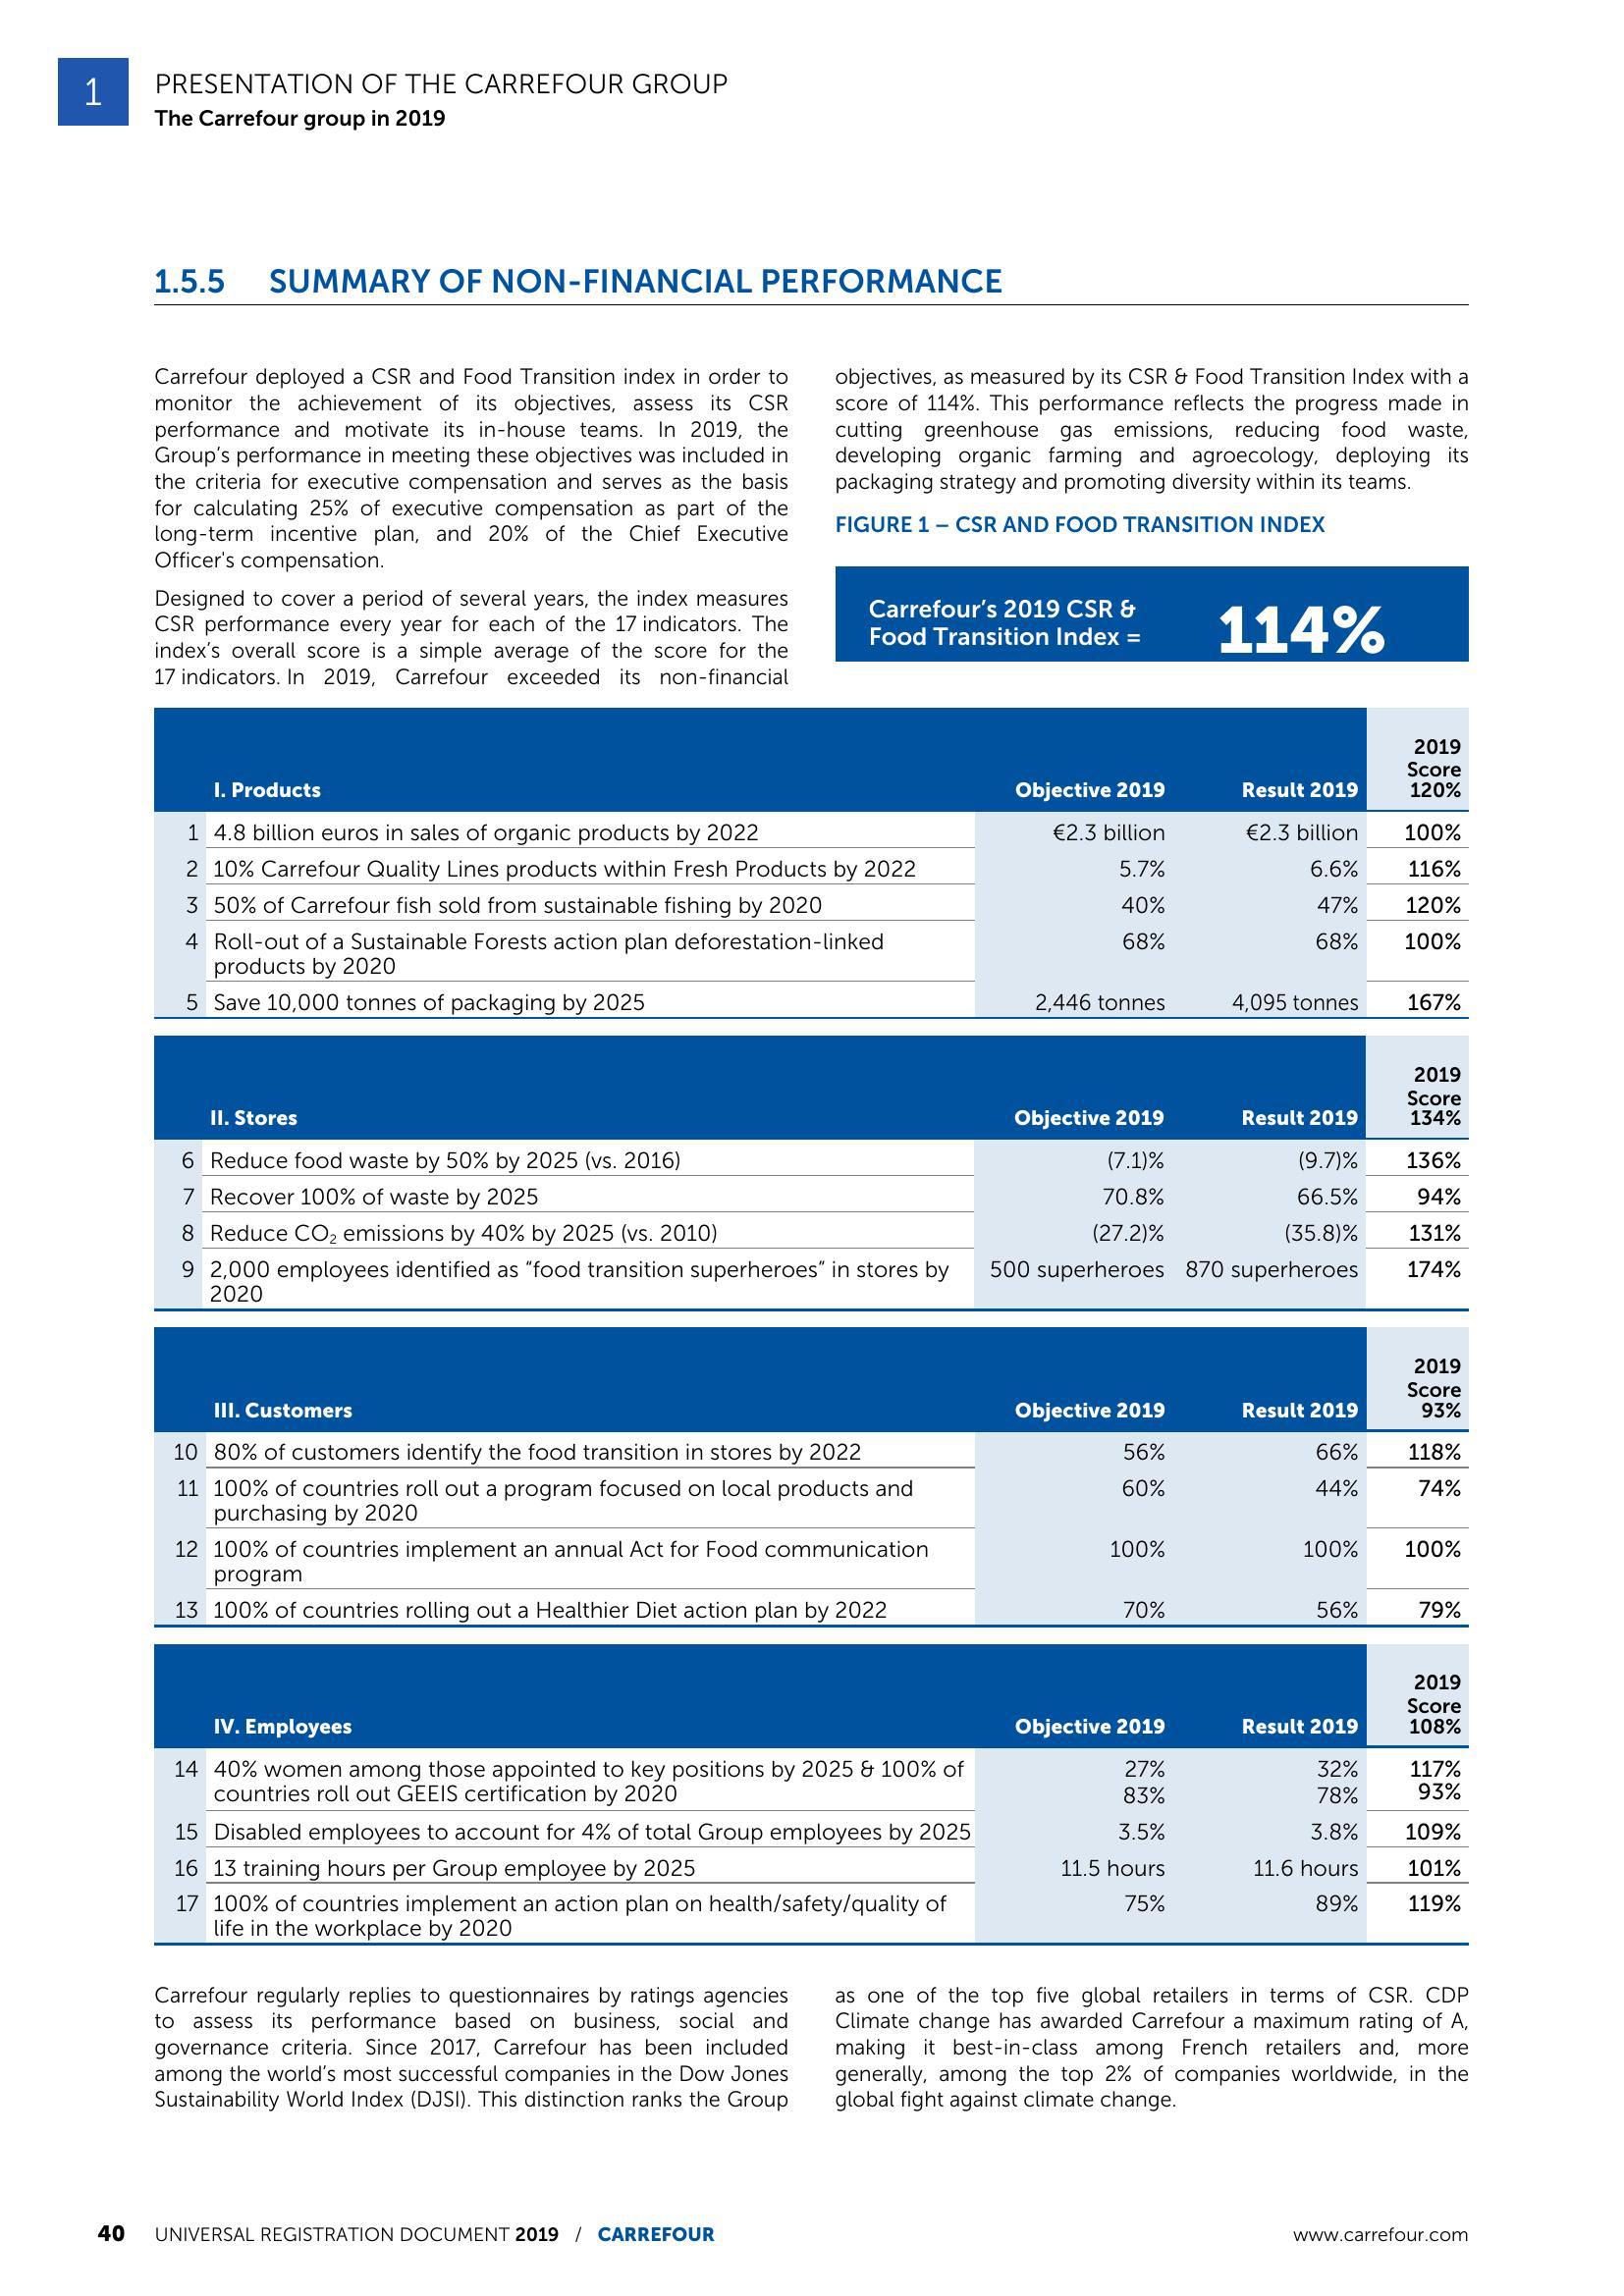 1
PRESENTATION OF THE CARREFOUR GROUP
The Carrefour group in 2019
1.5.5 SUMMARY OF NON-FINANCIAL PERFORMANCE
Carrefour deployed a CSR and Food Transition index in order to
monitor the achievement of its objectives, assess its CSR
performance and motivate its in-house teams. In 2019, the
Group's performance in meeting these objectives was included in
the criteria for executive compensation and serves as the basis
for calculating 25% of executive compensation as part of the
long-term incentive plan, and 20% of the Chief Executive
Officer's compensation.
Designed to cover a period of several years, the index measures
CSR performance every year for each of the 17 indicators. The
index's overall score is a simple average of the score for the
17 indicators. In 2019, Carrefour exceeded its non-financial
objectives, as measured by its CSR & Food Transition Index with a
score of 114%. This performance reflects the progress made in
cutting greenhouse gas emissions, reducing food waste,
developing organic farming and agroecology, deploying its
packaging strategy and promoting diversity within its teams.
FIGURE 1 – CSR AND FOOD TRANSITION INDEX
Carrefour's 2019 CSR &
Food Transition Index =
114%
2019
Score
I. Products Objective 2019 Result 2019 120%
1 4.8 billion euros in sales of organic products by 2022 €2.3 billion €2.3 billion 100%
2 10% Carrefour Quality Lines products within Fresh Products by 2022 5.7% 6.6% 116%
3 50% of Carrefour fish sold from sustainable fishing by 2020 40% 47% 120%
4 Roll-out of a Sustainable Forests action plan deforestation-linked 68% 68% 100%
products by 2020
5 Save 10,000 tonnes of packaging by 2025 2,446 tonnes 4,095 tonnes 167%
2019
Score
II. Stores Objective 2019 Result 2019 134%
6 Reduce food waste by 50% by 2025 (vs. 2016) (7.1)% (9.7)% 136%
7 Recover 100% of waste by 2025 70.8% 66.5% 94%
8 Reduce CO₂ emissions by 40% by 2025 (vs. 2010) (27.2)% (35.8)% 131%
9 2,000 employees identified as "food transition superheroes" in stores by 500 superheroes 870 superheroes 174%
2020
2019
Score
III. Customers Objective 2019 Result 2019 93%
10 80% of customers identify the food transition in stores by 2022 56% 66% 118%
11 100% of countries roll out a program focused on local products and 60% 44% 74%
purchasing by 2020
12 100% of countries implement an annual Act for Food communication 100% 100% 100%
program
13 100% of countries rolling out a Healthier Diet action plan by 2022 70% 56% 79%
2019
Score
IV. Employees Objective 2019 Result 2019 108%
14 40% women among those appointed to key positions by 2025 & 100% of 27% 32% 117%
countries roll out GEEIS certification by 2020 83% 78% 93%
15 Disabled employees to account for 4% of total Group employees by 2025 3.5% 3.8% 109%
16 13 training hours per Group employee by 2025 11.5 hours 11.6 hours 101%
17 100% of countries implement an action plan on health/safety/quality of 75% 89% 119%
life in the workplace by 2020
Carrefour regularly replies to questionnaires by ratings agencies
to assess its performance based on business, social and
governance criteria. Since 2017, Carrefour has been included
among the world's most successful companies in the Dow Jones
Sustainability World Index (DJSI). This distinction ranks the Group
as one of the top five global retailers in terms of CSR. CDP
Climate change has awarded Carrefour a maximum rating of A,
making it best-in-class among French retailers and, more
generally, among the top 2% of companies worldwide, in the
global fight against climate change.
40 UNIVERSAL REGISTRATION DOCUMENT 2019 / CARREFOUR
www.carrefour.com